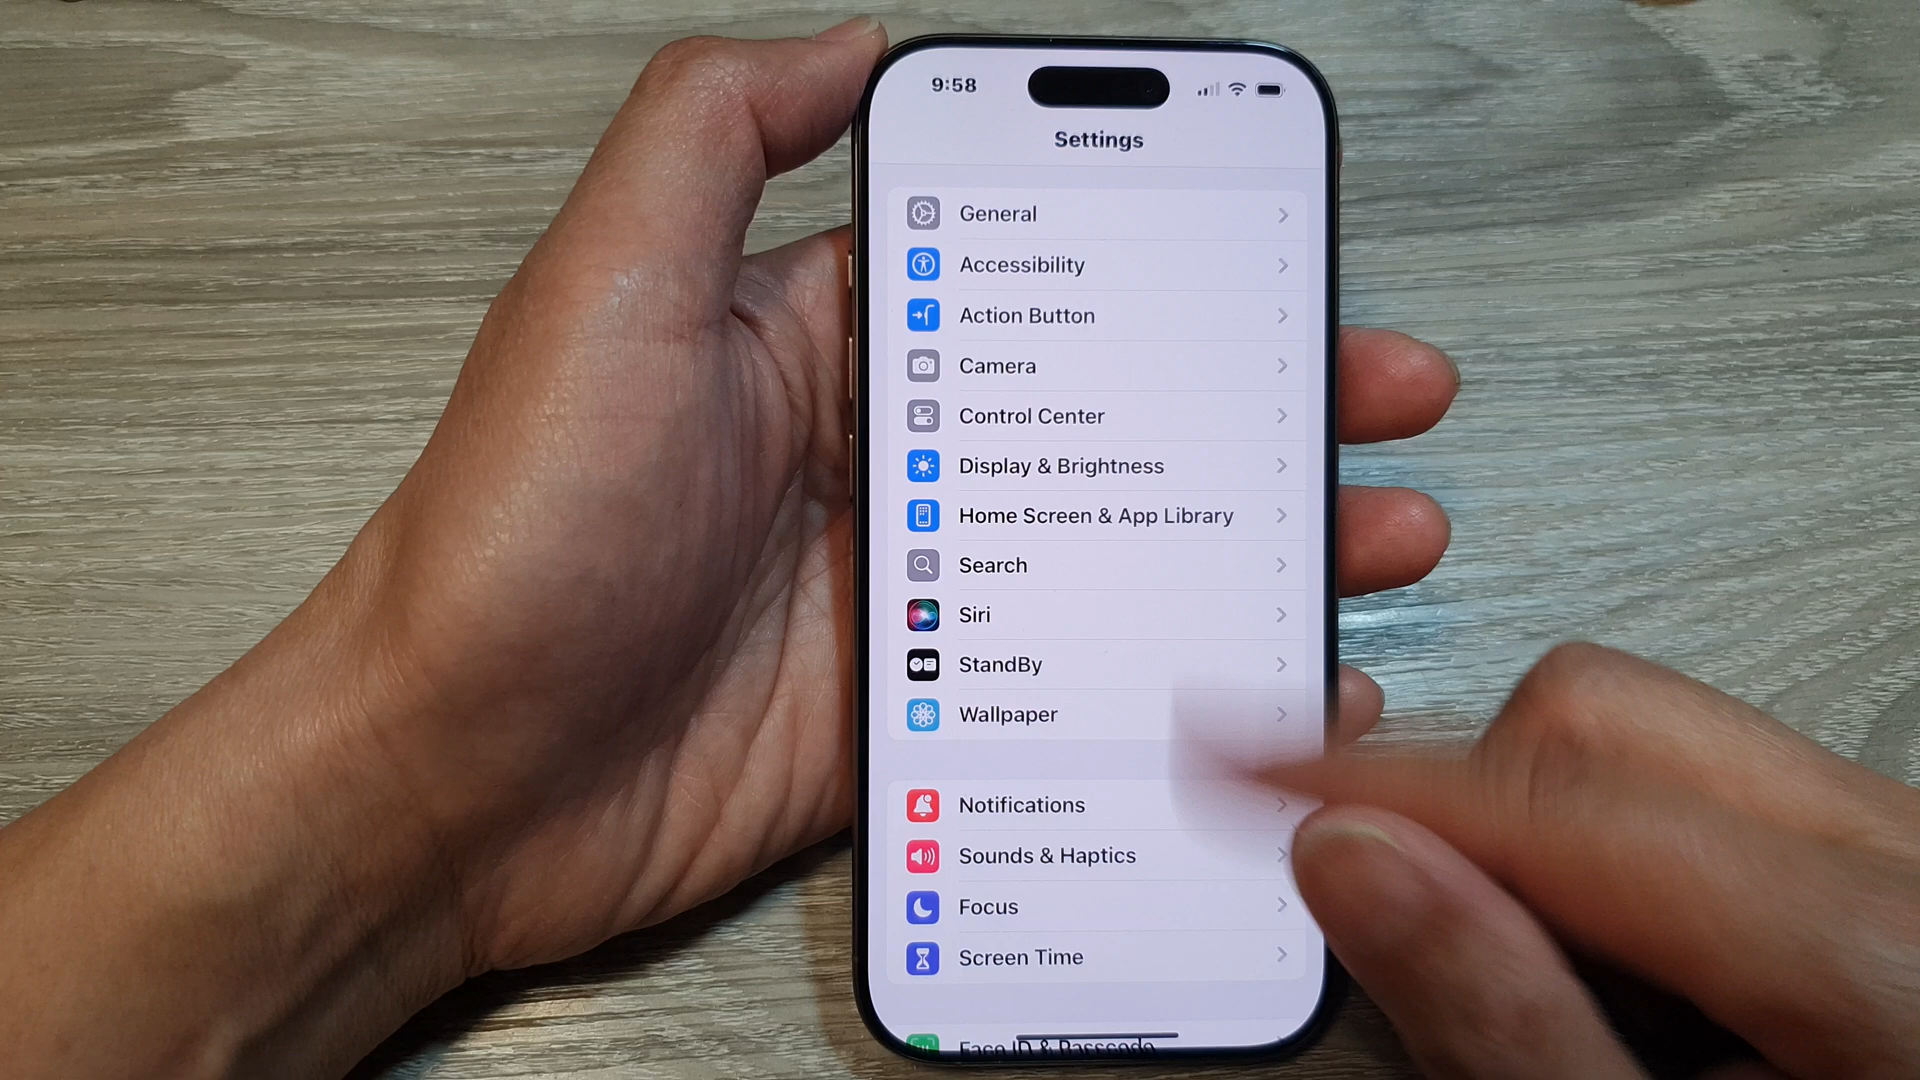 9:58
Settings
General
Accessibility
Action Button
Camera
Control Center
Display & Brightness
Home Screen & App Library
Search
Siri
StandBy
Wallpaper
Notifications
Sounds & Haptics
Focus
Screen Time
Face ID & Passcode